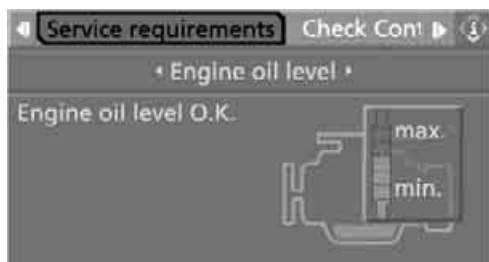 Service requirements Check Cont
Engine oil level
Engine oil level O.K.
max.
min.